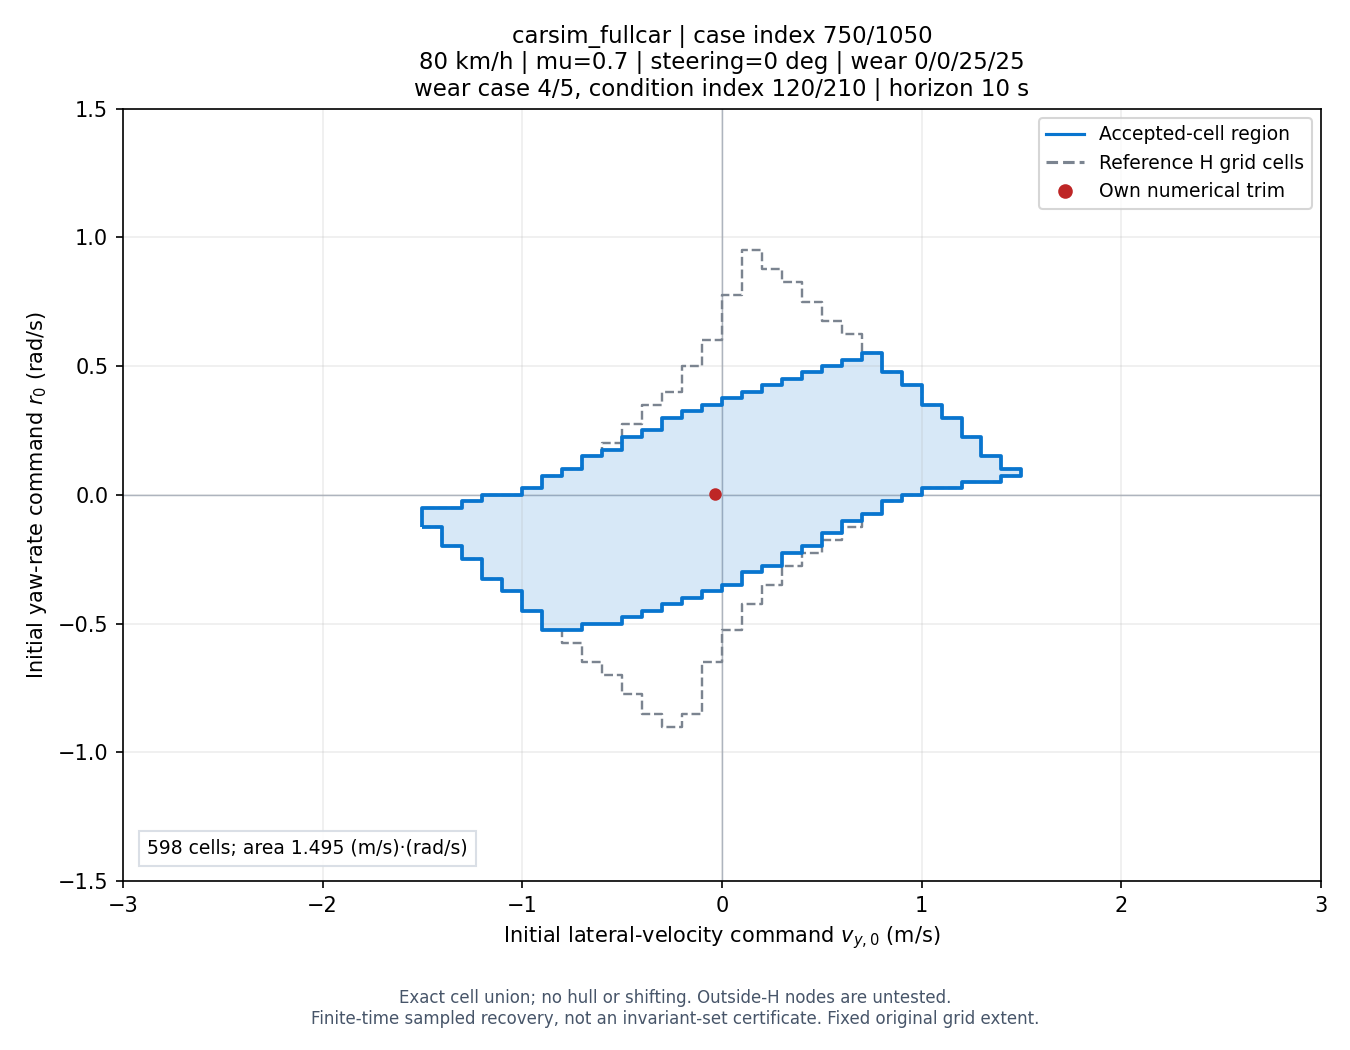 carsim_fullcar | case index 750/1050
80 km/h | mu=0.7 | steering=0 deg | wear 0/0/25/25
wear case 4/5, condition index 120/210 | horizon 10 s
Accepted-cell region
Reference H grid cells
Own numerical trim
Initial yaw-rate command r₀ (rad/s)
1.5
1.0
0.5
0.0
−0.5
−1.0
−1.5
598 cells; area 1.495 (m/s)·(rad/s)
−3 −2 −1 0 1 2 3
Initial lateral-velocity command v_{y,0} (m/s)
Exact cell union; no hull or shifting. Outside-H nodes are untested.
Finite-time sampled recovery, not an invariant-set certificate. Fixed original grid extent.